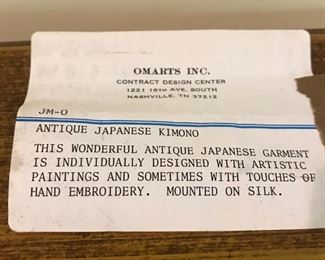 OMARTS INC.
CONTRACT DESIGN CENTER
1221 16TH AVE, SOUTH
NASHVILLE, TN 37212
JM-O
ANTIQUE JAPANESE KIMONO
THIS WONDERFUL ANTIQUE JAPANESE GARMENT
IS INDIVIDUALLY DESIGNED WITH ARTISTIC
PAINTINGS AND SOMETIMES WITH TOUCHES OF
HAND EMBROIDERY. MOUNTED ON SILK.